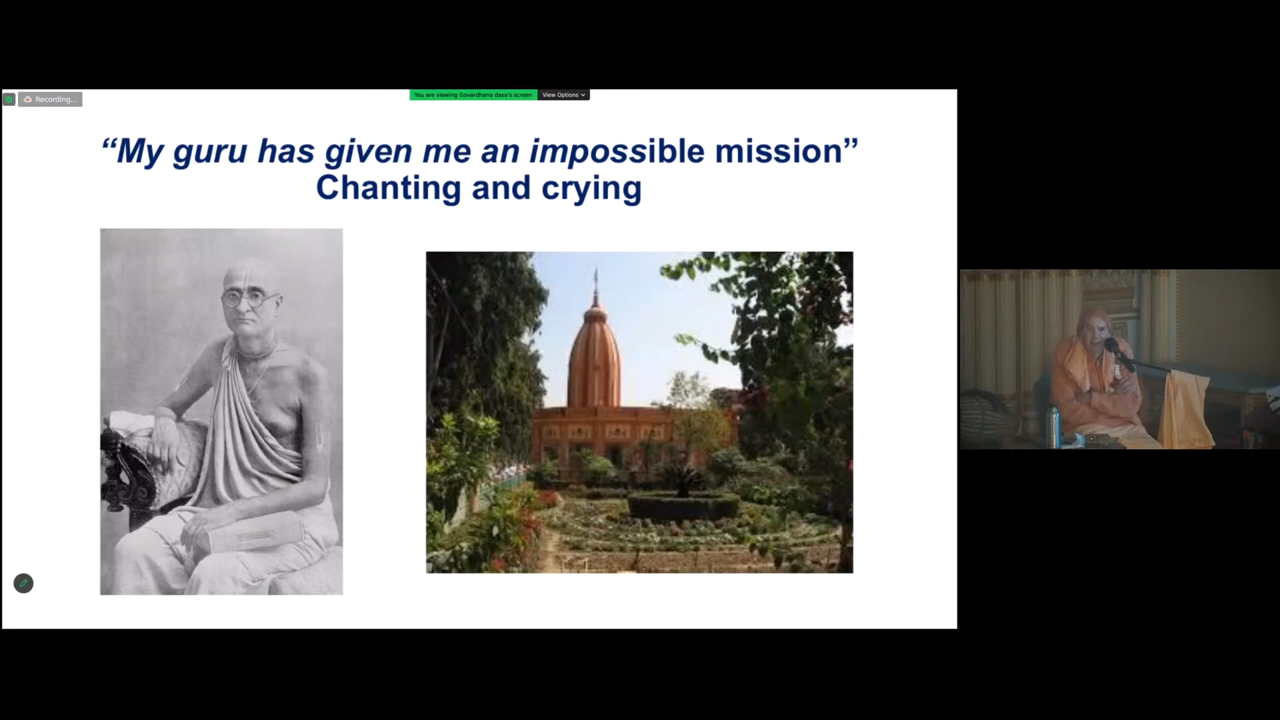 Recording...
You are viewing Govardhana dasa's screen View Options
“My guru has given me an impossible mission”
Chanting and crying